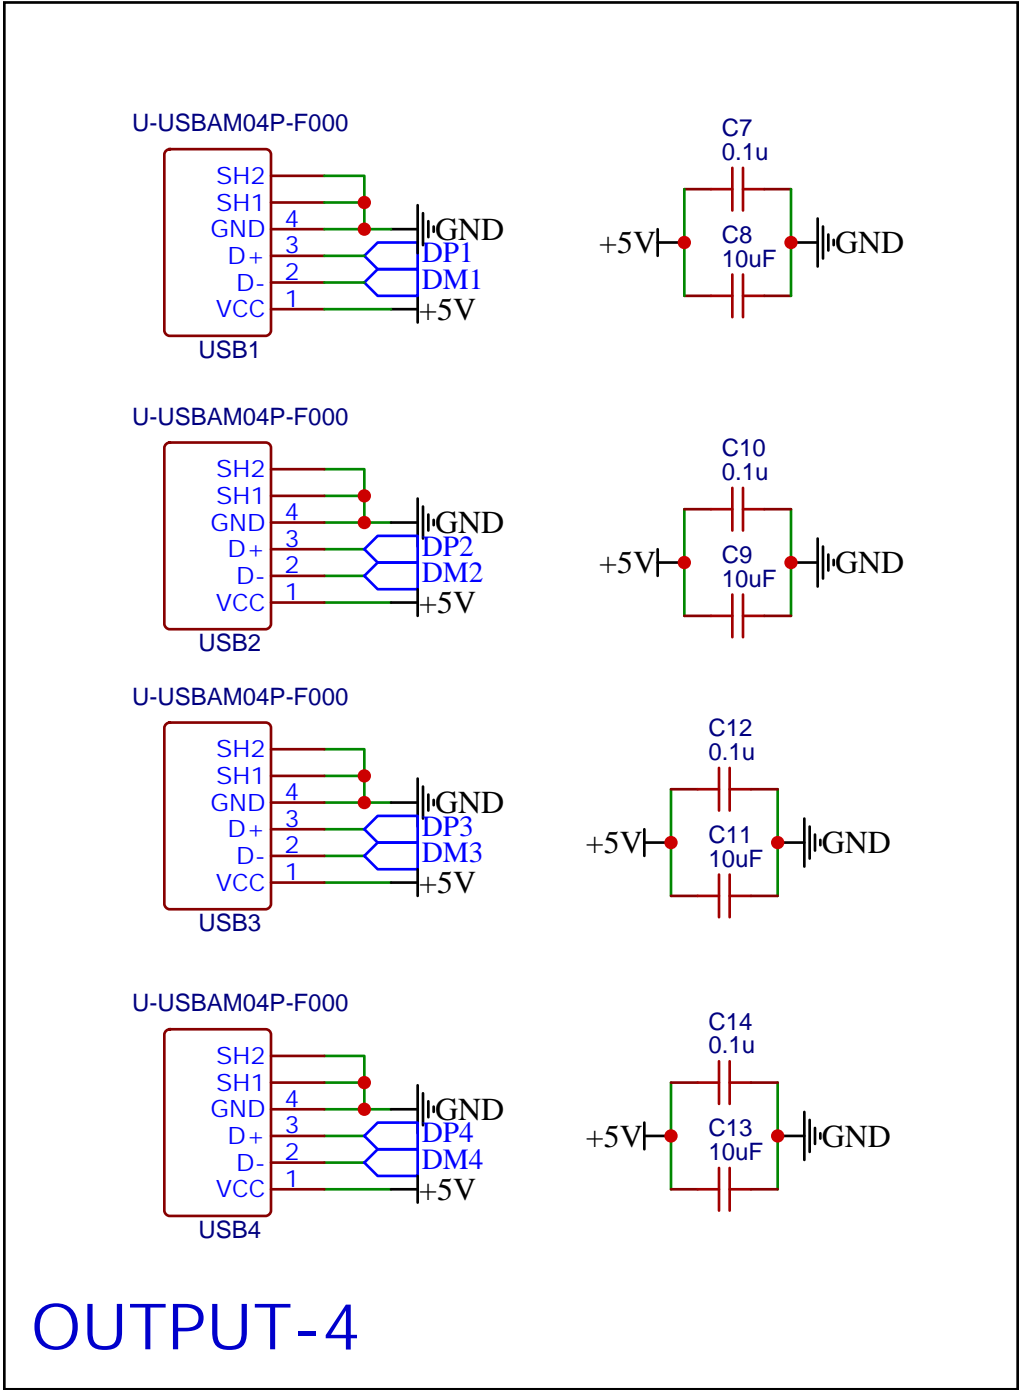 U-USBAM04P-F000
SH2
SH1
GND 4 GND
D+ 3 DP1
D- 2 DM1
VCC 1 +5V
USB1
C7
0.1u
+5V C8 GND
10uF
U-USBAM04P-F000
SH2
SH1
GND 4 GND
D+ 3 DP2
D- 2 DM2
VCC 1 +5V
USB2
C10
0.1u
+5V C9 GND
10uF
U-USBAM04P-F000
SH2
SH1
GND 4 GND
D+ 3 DP3
D- 2 DM3
VCC 1 +5V
USB3
C12
0.1u
+5V C11 GND
10uF
U-USBAM04P-F000
SH2
SH1
GND 4 GND
D+ 3 DP4
D- 2 DM4
VCC 1 +5V
USB4
C14
0.1u
+5V C13 GND
10uF
OUTPUT-4